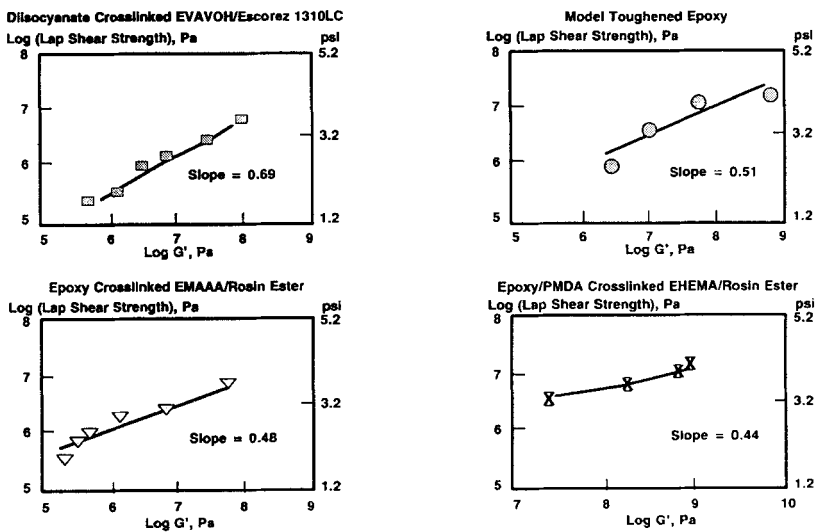 Diisocyanate Crosslinked EVAVOH/Escorez 1310LC
Log (Lap Shear Strength), Pa
psi
8
7
6
5
5.2
3.2
1.2
Slope = 0.69
5 6 7 8 9
Log G', Pa
Model Toughened Epoxy
Log (Lap Shear Strength), Pa
psi
8
7
6
5
5.2
3.2
1.2
Slope = 0.51
5 6 7 8 9
Log G', Pa
Epoxy Crosslinked EMAAA/Rosin Ester
Log (Lap Shear Strength), Pa
psi
8
7
6
5
5.2
3.2
1.2
Slope = 0.48
5 6 7 8 9
Log G', Pa
Epoxy/PMDA Crosslinked EHEMA/Rosin Ester
Log (Lap Shear Strength), Pa
psi
8
7
6
5
5.2
3.2
1.2
Slope = 0.44
7 8 9 10
Log G', Pa